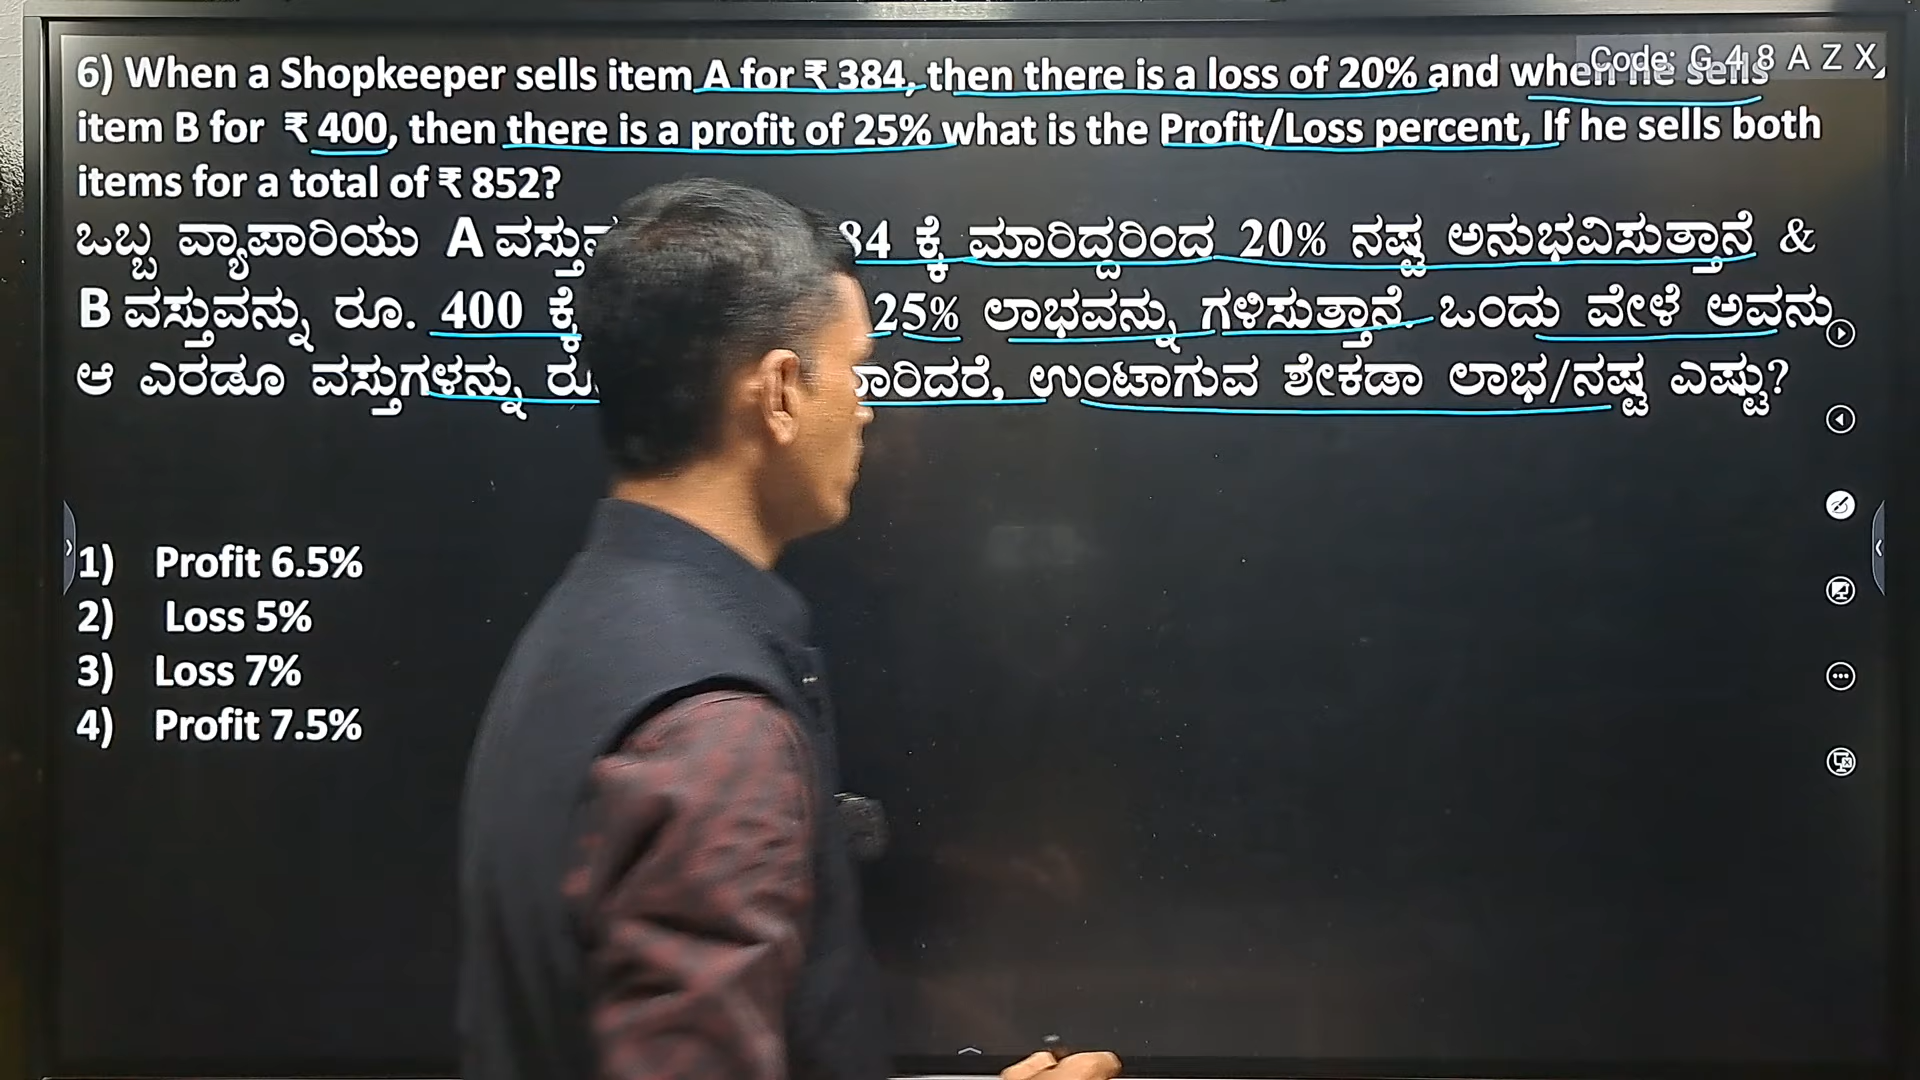 Code: G 4 8 A Z X
6) When a Shopkeeper sells item A for ₹ 384, then there is a loss of 20% and when he sells
item B for ₹ 400, then there is a profit of 25% what is the Profit/Loss percent, If he sells both
items for a total of ₹ 852?
ಒಬ್ಬ ವ್ಯಾಪಾರಿಯು A 84 ಕ್ಕೆ ಮಾರಿದ್ದರಿಂದ 20% ನಷ್ಟ ಅನುಭವಿಸುತ್ತಾನೆ &
B ವಸ್ತುವನ್ನು ರೂ. 400 ಕ್ಕೆ 25% ಲಾಭವನ್ನು ಗಳಿಸುತ್ತಾನೆ. ಒಂದು ವೇಳೆ ಅವನು
ಆ ಎರಡೂ ವಸ್ತುಗಳನ್ನು ಉಂಟಾಗುವ ಶೇಕಡಾ ಲಾಭ/ನಷ್ಟ ಎಷ್ಟು?
1) Profit 6.5%
2) Loss 5%
3) Loss 7%
4) Profit 7.5%